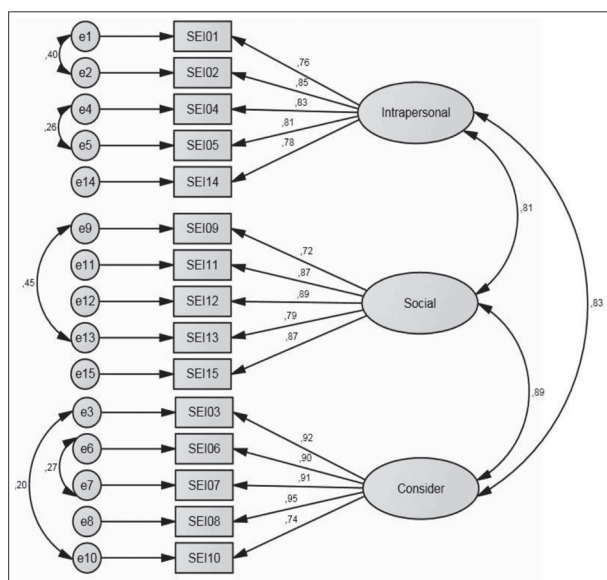 e1 SEI01
,40
,76
e2 SEI02
,85
Intrapersonal
e4 SEI04
,83
,26
e5 SEI05
,81
e14 SEI14
,78
,81
e9 SEI09
,72
e11 SEI11
,87
,45
e12 SEI12
,89
Social
,83
e13 SEI13
,79
e15 SEI15
,87
,89
e3 SEI03
,92
e6 SEI06
,90
,27
,20
e7 SEI07
,91
Consider
e8 SEI08
,95
e10 SEI10
,74